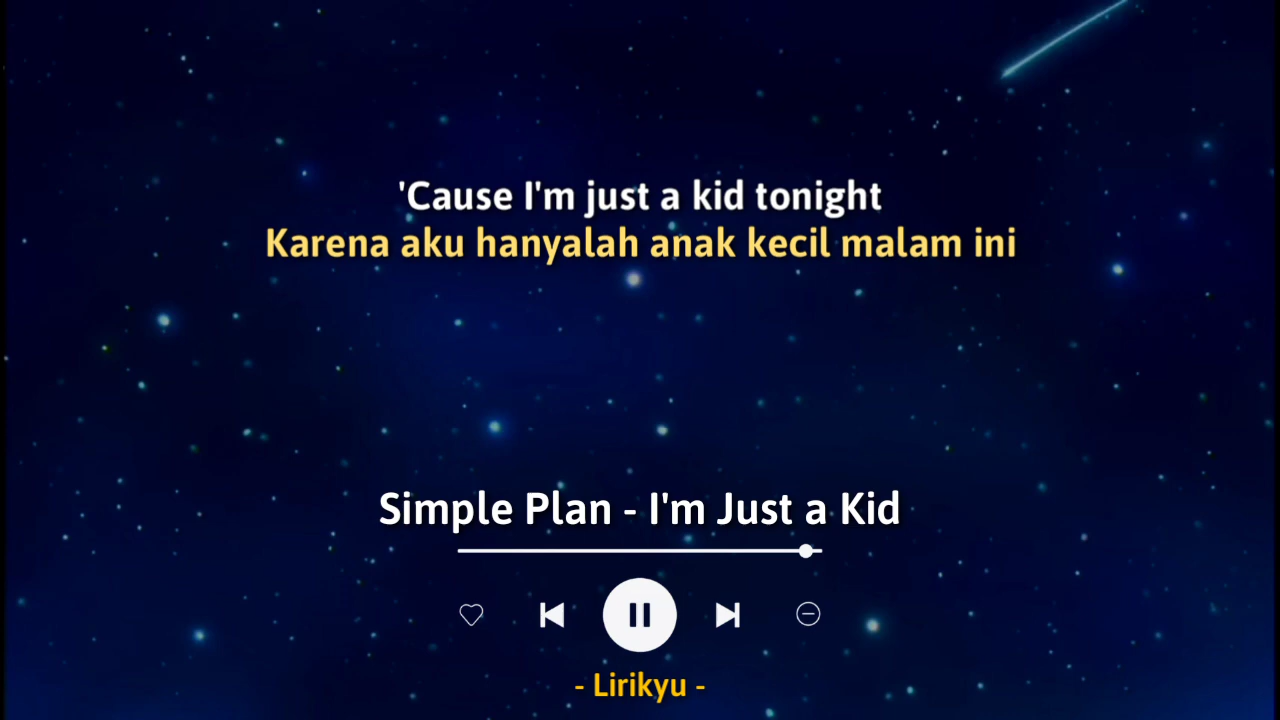 'Cause I'm just a kid tonight
Karena aku hanyalah anak kecil malam ini
Simple Plan - I'm Just a Kid
- Lirikyu -